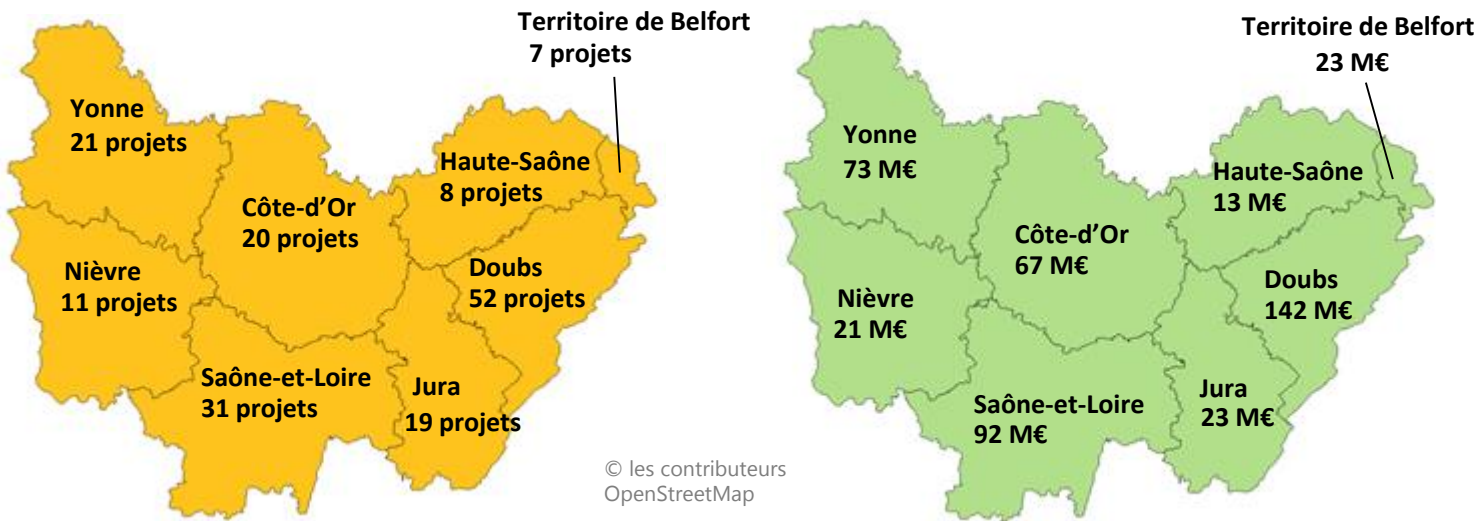 Territoire de Belfort
7 projets
Yonne
21 projets
Haute-Saône
8 projets
Côte-d’Or
20 projets
Nièvre
11 projets
Doubs
52 projets
Saône-et-Loire
31 projets
Jura
19 projets
© les contributeurs
OpenStreetMap
Territoire de Belfort
23 M€
Yonne
73 M€
Haute-Saône
13 M€
Côte-d’Or
67 M€
Nièvre
21 M€
Doubs
142 M€
Saône-et-Loire
92 M€
Jura
23 M€